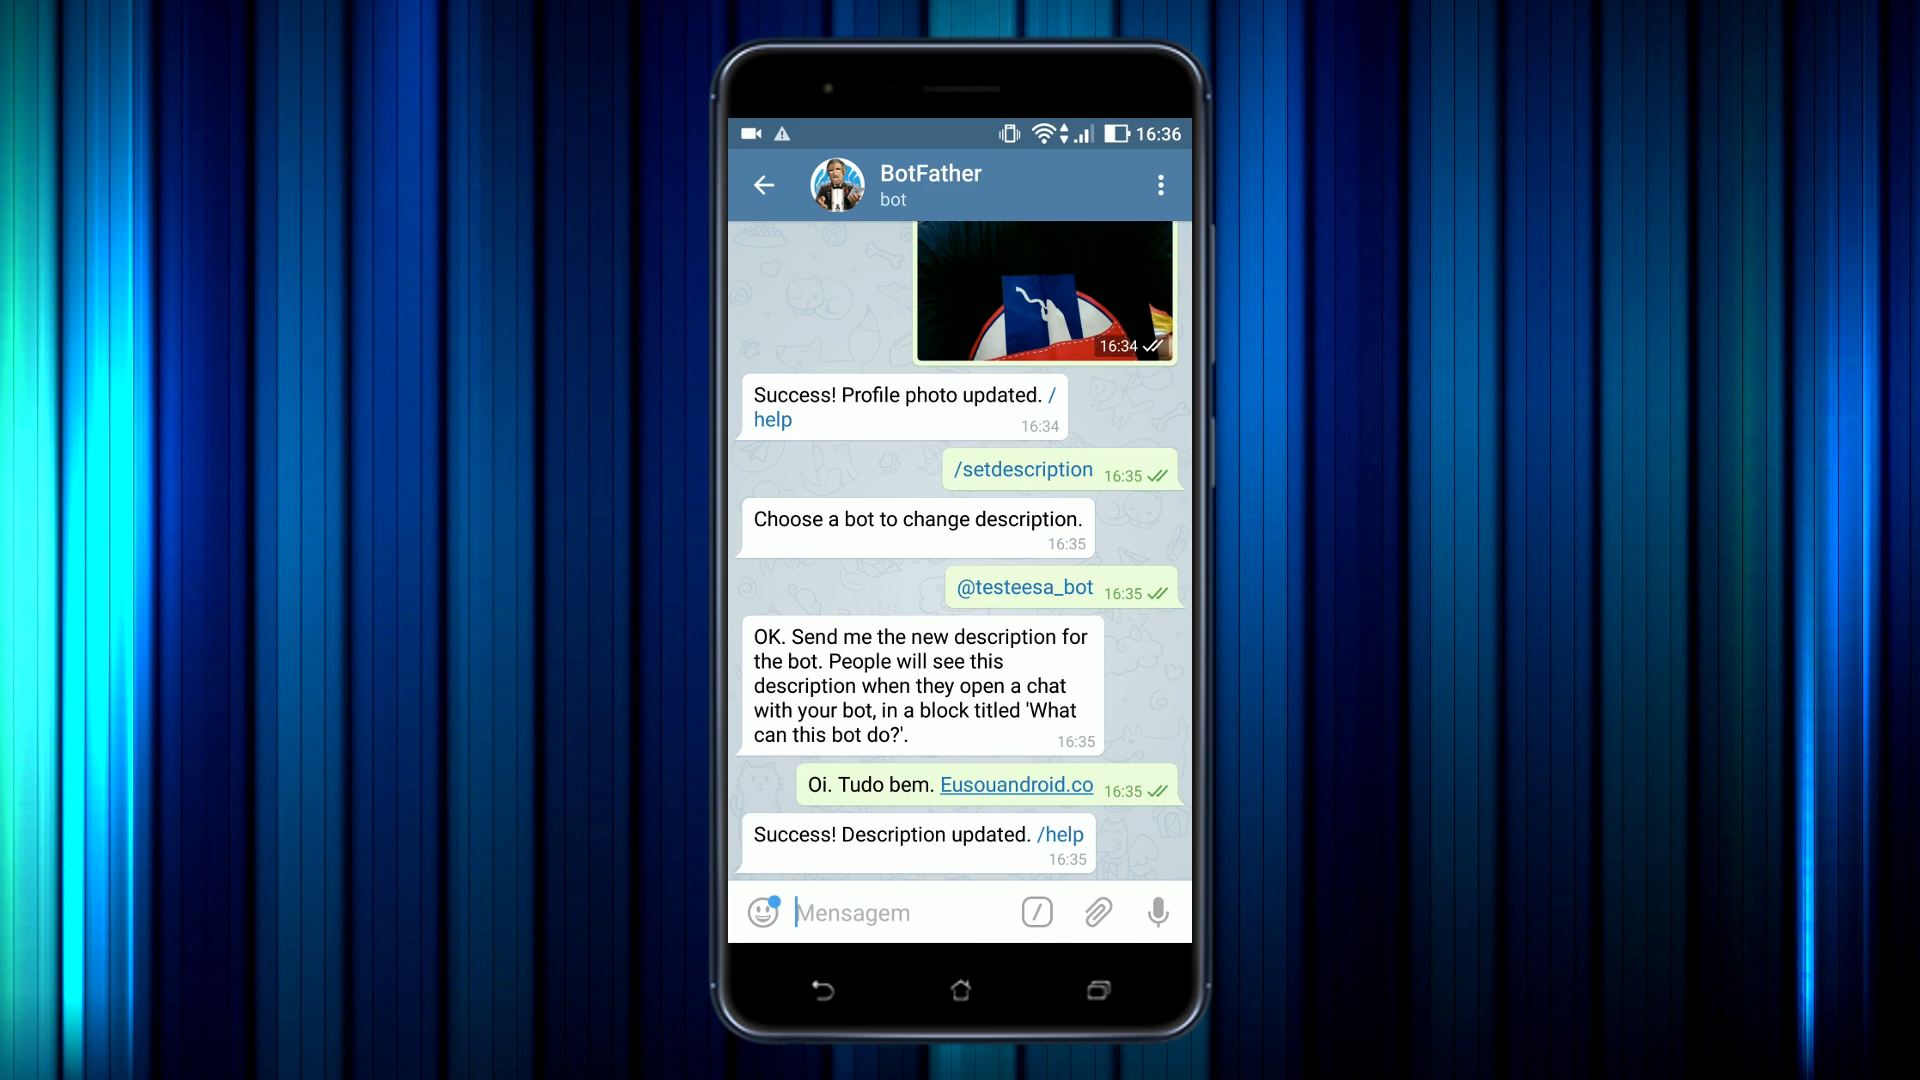 16:36
BotFather
bot
16:34
Success! Profile photo updated. /
help
16:34
/setdescription 16:35
Choose a bot to change description.
16:35
@testeesa_bot 16:35
OK. Send me the new description for
the bot. People will see this
description when they open a chat
with your bot, in a block titled 'What
can this bot do?'.
16:35
Oi. Tudo bem. Eusouandroid.co 16:35
Success! Description updated. /help
16:35
Mensagem